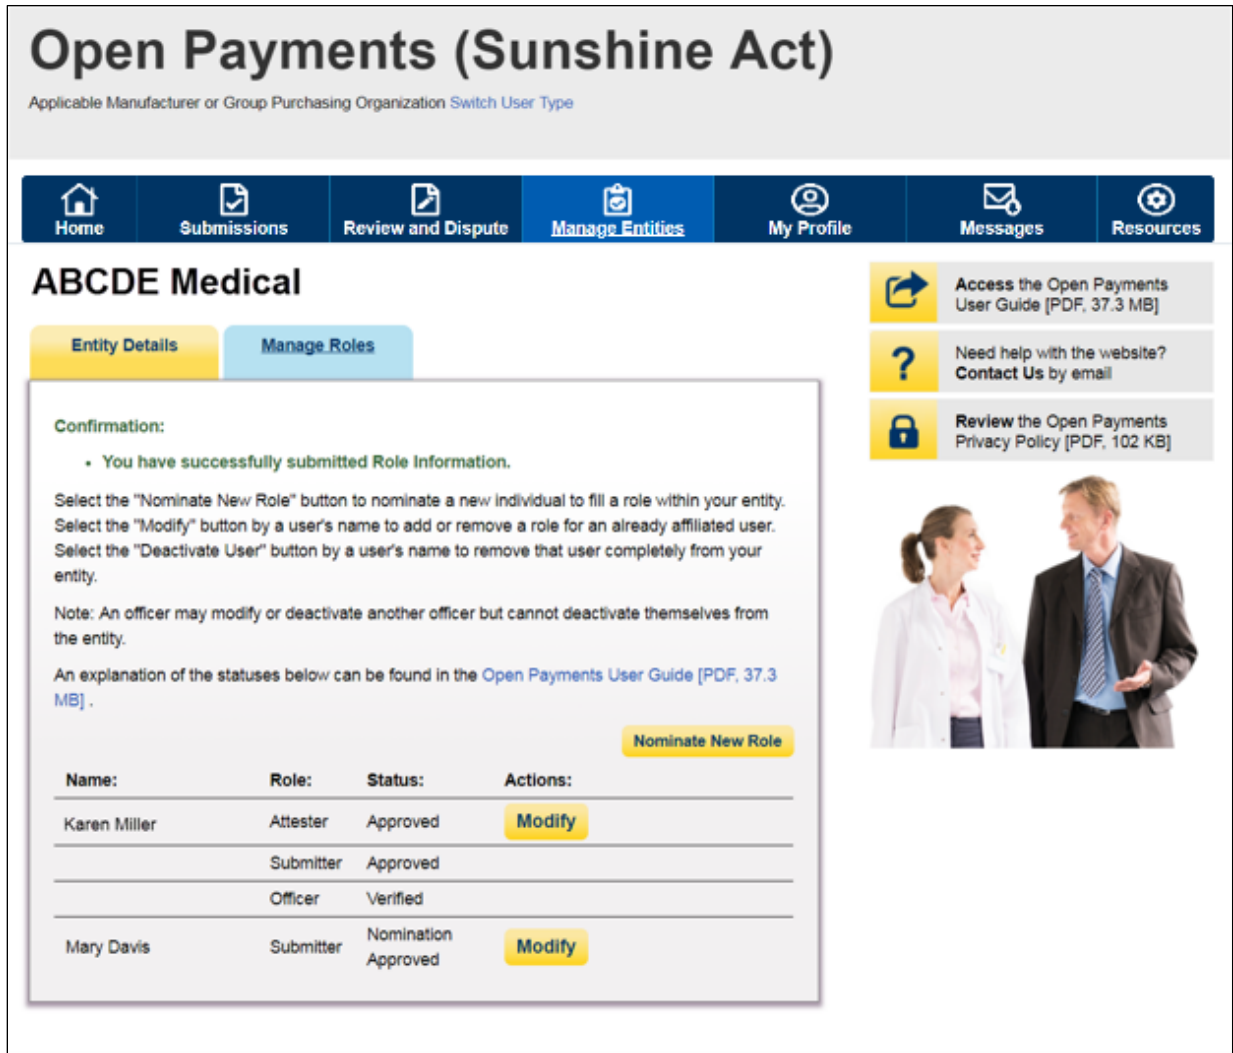 Open Payments (Sunshine Act)
Applicable Manufacturer or Group Purchasing Organization Switch User Type
Home
Submissions
Review and Dispute
Manage Entities
My Profile
Messages
Resources
ABCDE Medical
Entity Details
Manage Roles
Confirmation:
• You have successfully submitted Role Information.
Select the "Nominate New Role" button to nominate a new individual to fill a role within your entity.
Select the "Modify" button by a user's name to add or remove a role for an already affiliated user.
Select the "Deactivate User" button by a user's name to remove that user completely from your
entity.
Note: An officer may modify or deactivate another officer but cannot deactivate themselves from
the entity.
An explanation of the statuses below can be found in the Open Payments User Guide [PDF, 37.3
MB] .
Nominate New Role
Name: Role: Status: Actions:
Karen Miller Attester Approved Modify
Submitter Approved
Officer Verified
Mary Davis Submitter Nomination
Approved Modify
Access the Open Payments
User Guide [PDF, 37.3 MB]
Need help with the website?
Contact Us by email
Review the Open Payments
Privacy Policy [PDF, 102 KB]